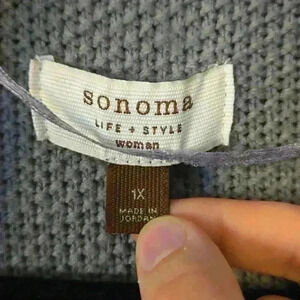 sonoma
LIFE + STYLE
woman
1X
MADE IN
JORDAN